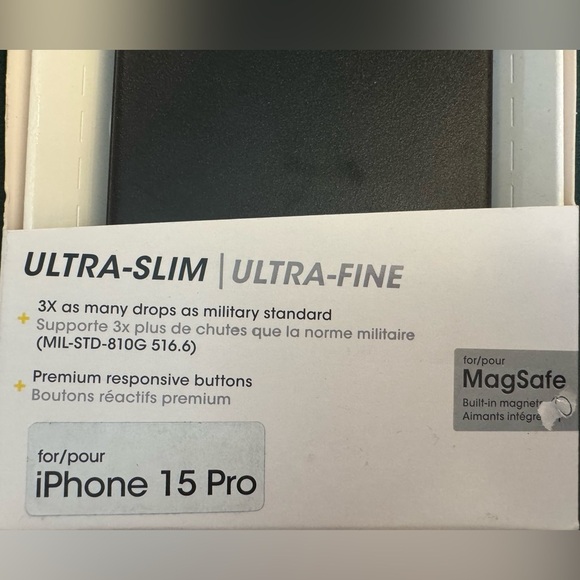 ULTRA-SLIM | ULTRA-FINE
+ 3X as many drops as military standard
Supporte 3x plus de chutes que la norme militaire
(MIL-STD-810G 516.6)
+ Premium responsive buttons
Boutons réactifs premium
for/pour
iPhone 15 Pro
for/pour
MagSafe
Built-in
Aimants